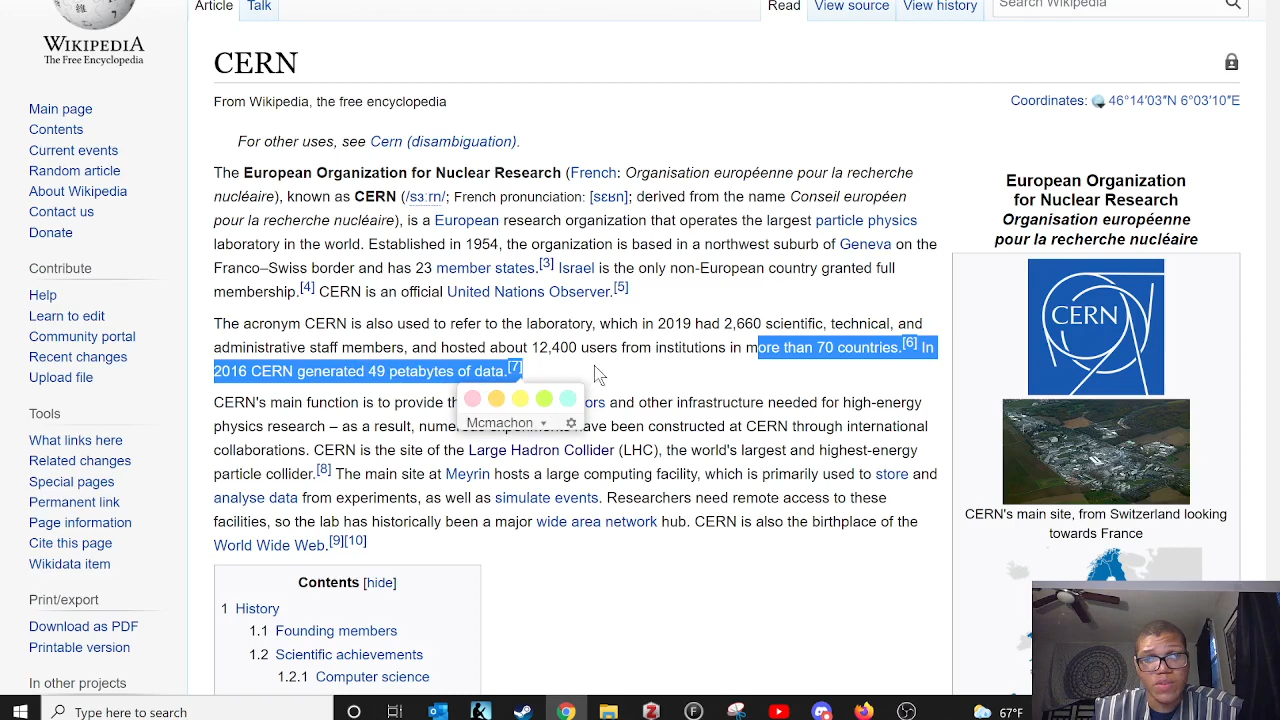 Article
Talk
Read
View source
View history
Search Wikipedia
WIKIPEDIA
The Free Encyclopedia
Main page
Contents
Current events
Random article
About Wikipedia
Contact us
Donate
Contribute
Help
Learn to edit
Community portal
Recent changes
Upload file
Tools
What links here
Related changes
Special pages
Permanent link
Page information
Cite this page
Wikidata item
Print/export
Download as PDF
Printable version
In other projects
CERN
From Wikipedia, the free encyclopedia
Coordinates: 46°14′03″N 6°03′10″E
For other uses, see Cern (disambiguation).
The European Organization for Nuclear Research (French: Organisation européenne pour la recherche
nucléaire), known as CERN (/sɜːrn/; French pronunciation: [sɛʁn]; derived from the name Conseil européen
pour la recherche nucléaire), is a European research organization that operates the largest particle physics
laboratory in the world. Established in 1954, the organization is based in a northwest suburb of Geneva on the
Franco–Swiss border and has 23 member states.[3] Israel is the only non-European country granted full
membership.[4] CERN is an official United Nations Observer.[5]
The acronym CERN is also used to refer to the laboratory, which in 2019 had 2,660 scientific, technical, and
administrative staff members, and hosted about 12,400 users from institutions in more than 70 countries.[6] In
2016 CERN generated 49 petabytes of data.[7]
Mcmachon
CERN's main function is to provide th ors and other infrastructure needed for high-energy
physics research – as a result, numerous experiments have been constructed at CERN through international
collaborations. CERN is the site of the Large Hadron Collider (LHC), the world's largest and highest-energy
particle collider.[8] The main site at Meyrin hosts a large computing facility, which is primarily used to store and
analyse data from experiments, as well as simulate events. Researchers need remote access to these
facilities, so the lab has historically been a major wide area network hub. CERN is also the birthplace of the
World Wide Web.[9][10]
Contents [hide]
1 History
1.1 Founding members
1.2 Scientific achievements
1.2.1 Computer science
European Organization
for Nuclear Research
Organisation européenne
pour la recherche nucléaire
CERN
CERN's main site, from Switzerland looking
towards France
Type here to search
67°F